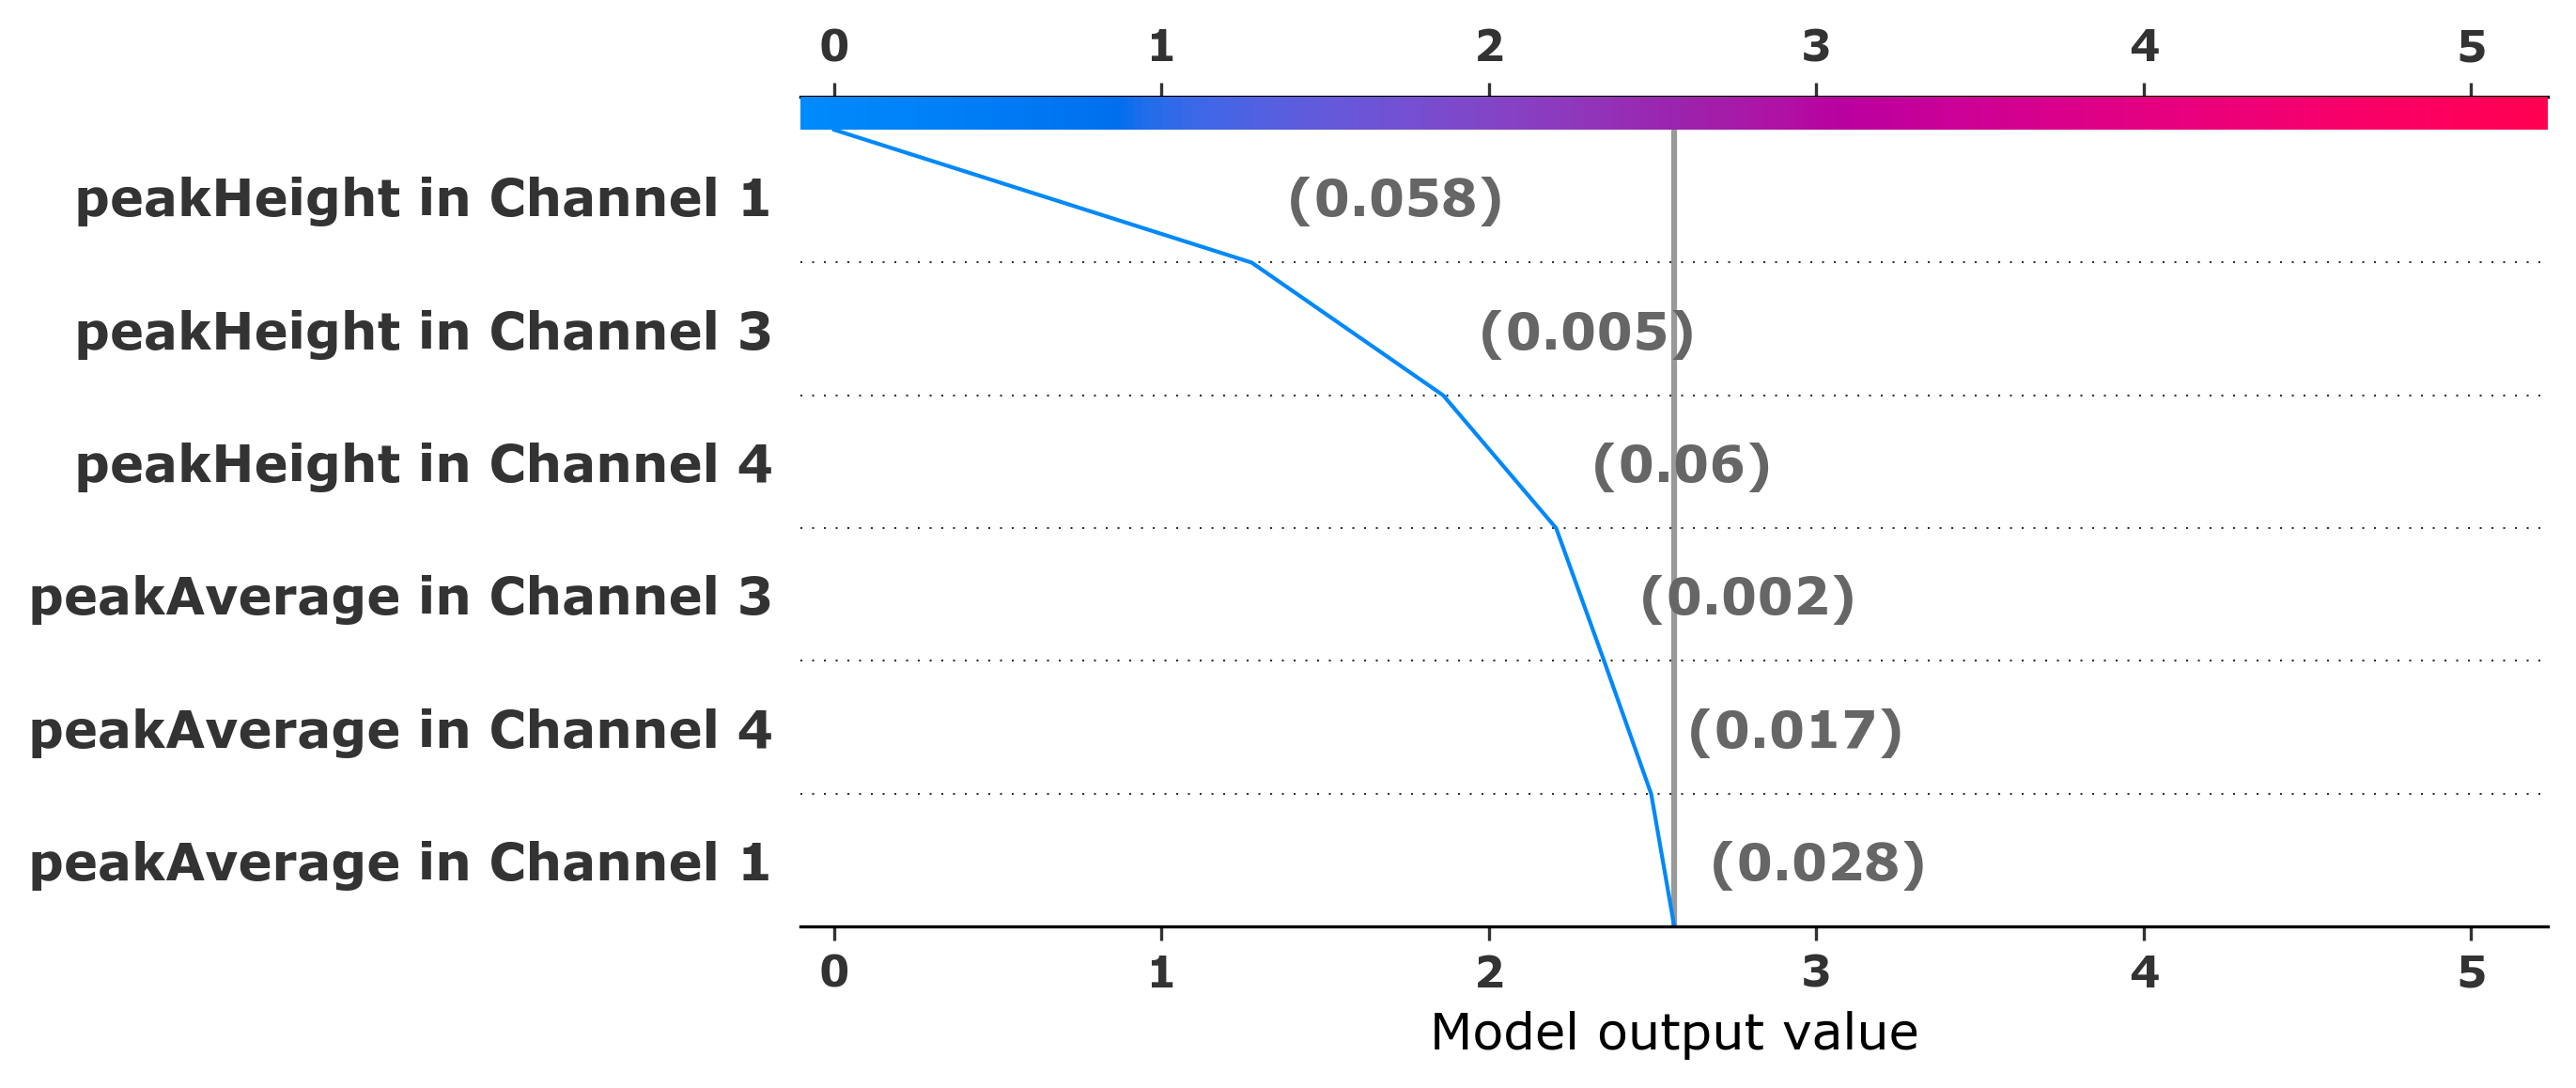 0 1 2 3 4 5
peakHeight in Channel 1 (0.058)
peakHeight in Channel 3 (0.005)
peakHeight in Channel 4 (0.06)
peakAverage in Channel 3 (0.002)
peakAverage in Channel 4 (0.017)
peakAverage in Channel 1 (0.028)
0 1 2 3 4 5
Model output value